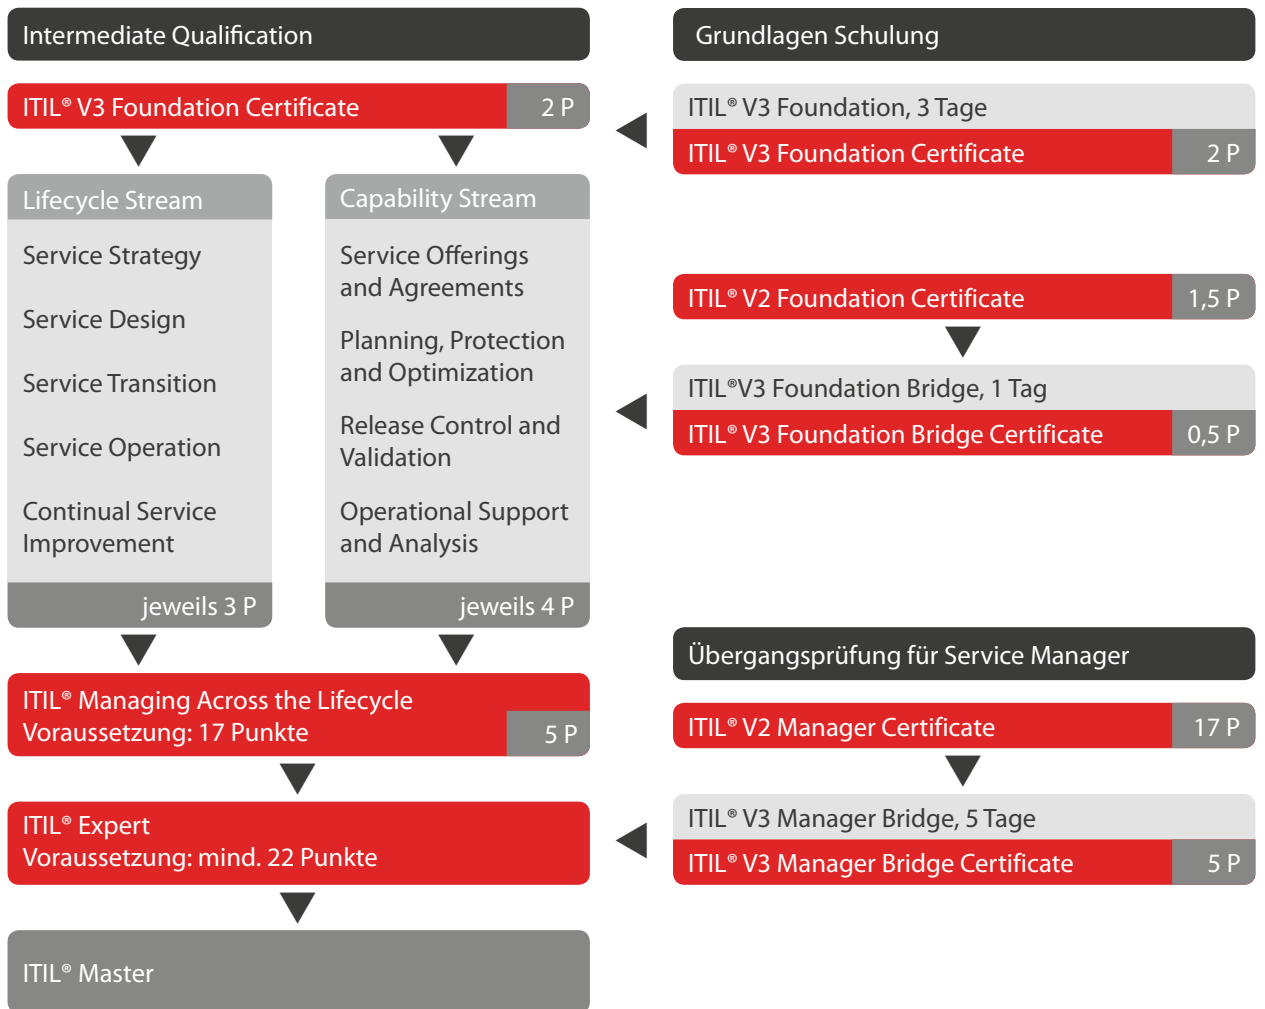 Intermediate Qualification
ITIL® V3 Foundation Certificate
2 P
Lifecycle Stream
Service Strategy
Service Design
Service Transition
Service Operation
Continual Service
Improvement
jeweils 3 P
Capability Stream
Service Offerings
and Agreements
Planning, Protection
and Optimization
Release Control and
Validation
Operational Support
and Analysis
jeweils 4 P
ITIL® Managing Across the Lifecycle
Voraussetzung: 17 Punkte
5 P
ITIL® Expert
Voraussetzung: mind. 22 Punkte
ITIL® Master
Grundlagen Schulung
ITIL® V3 Foundation, 3 Tage
ITIL® V3 Foundation Certificate
2 P
ITIL® V2 Foundation Certificate
1,5 P
ITIL®V3 Foundation Bridge, 1 Tag
ITIL® V3 Foundation Bridge Certificate
0,5 P
Übergangsprüfung für Service Manager
ITIL® V2 Manager Certificate
17 P
ITIL® V3 Manager Bridge, 5 Tage
ITIL® V3 Manager Bridge Certificate
5 P